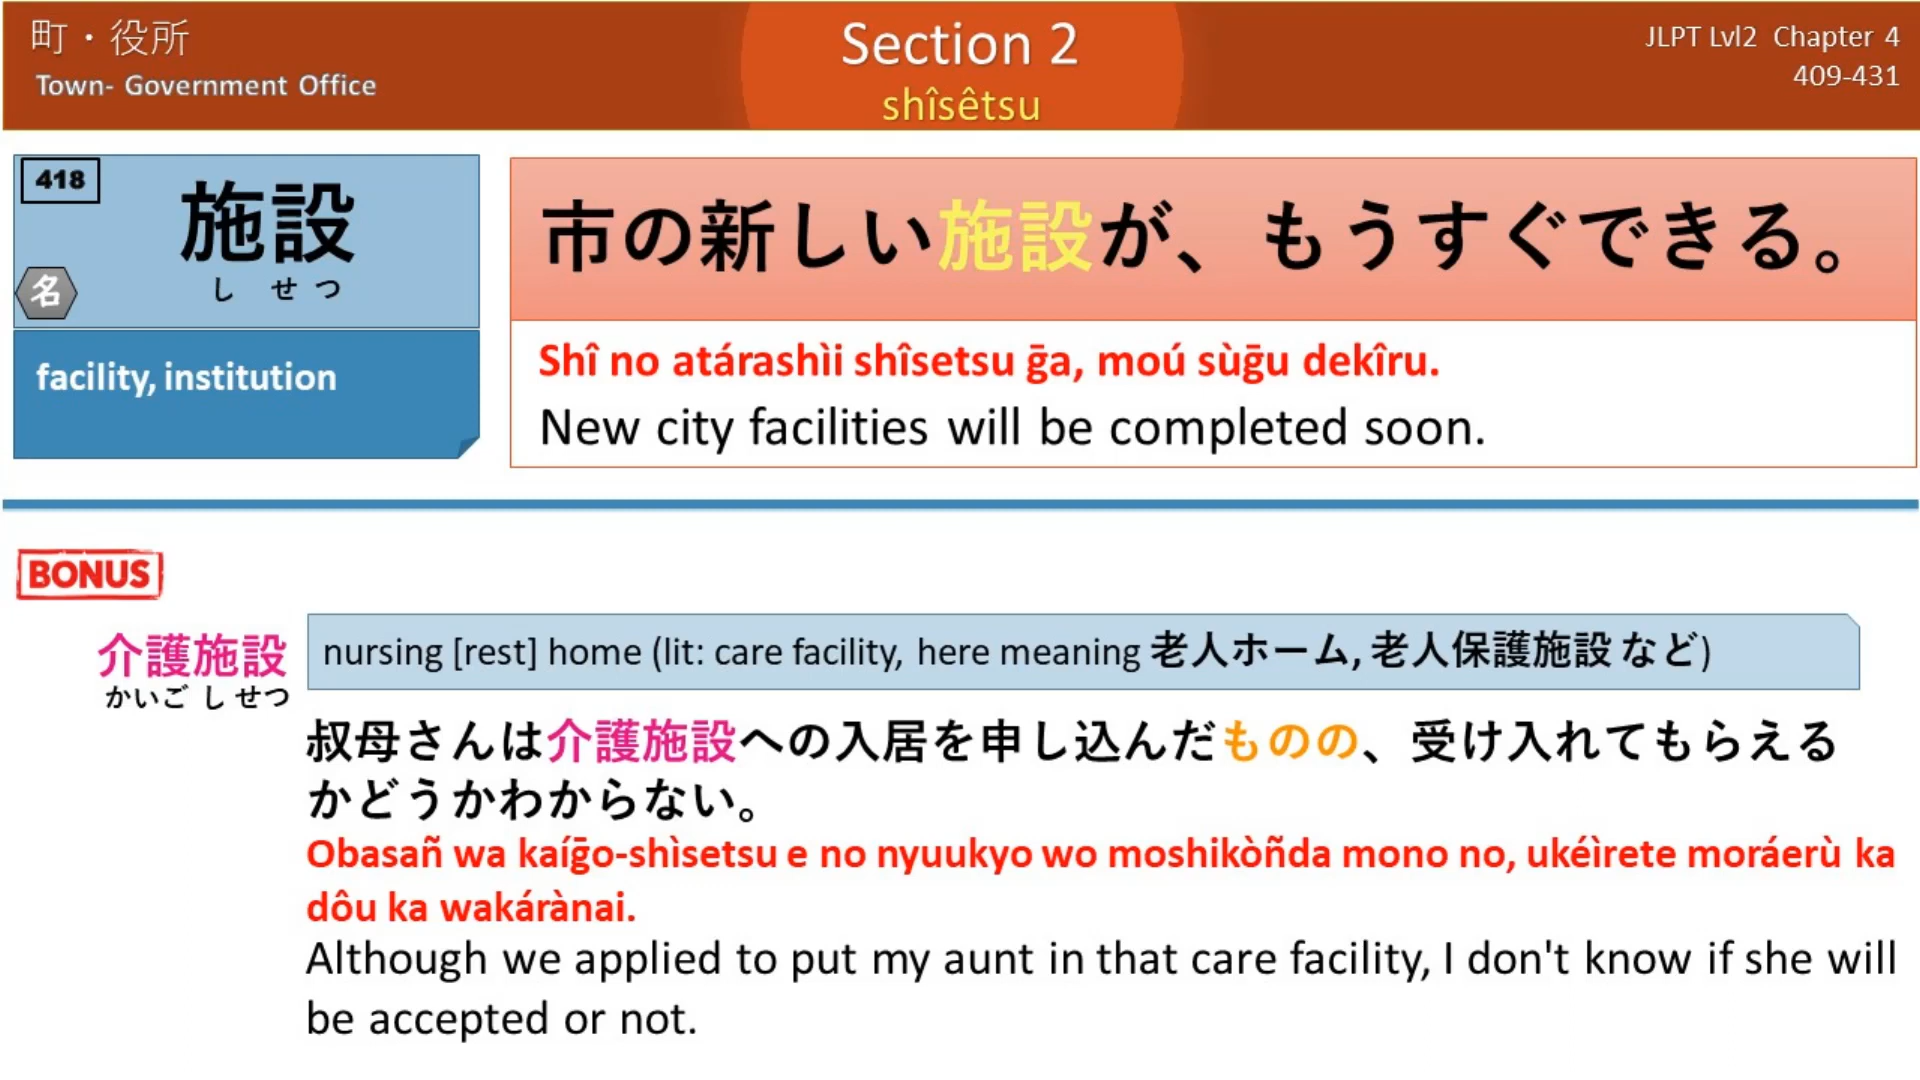 町・役所
Town- Government Office
Section 2
shîsêtsu
JLPT Lvl2 Chapter 4
409-431
418
施設
し せつ
名
facility, institution
市の新しい施設が、もうすぐできる。
Shî no atárashìi shîsetsu ḡa, moú sùḡu dekîru.
New city facilities will be completed soon.
BONUS
介護施設
かいご し せつ
nursing [rest] home (lit: care facility, here meaning 老人ホーム, 老人保護施設 など)
叔母さんは介護施設への入居を申し込んだものの、受け入れてもらえる
かどうかわからない。
Obasañ wa kaíḡo-shìsetsu e no nyuukyo wo moshikòñda mono no, ukéìrete moráerù ka
dôu ka wakárànai.
Although we applied to put my aunt in that care facility, I don't know if she will
be accepted or not.